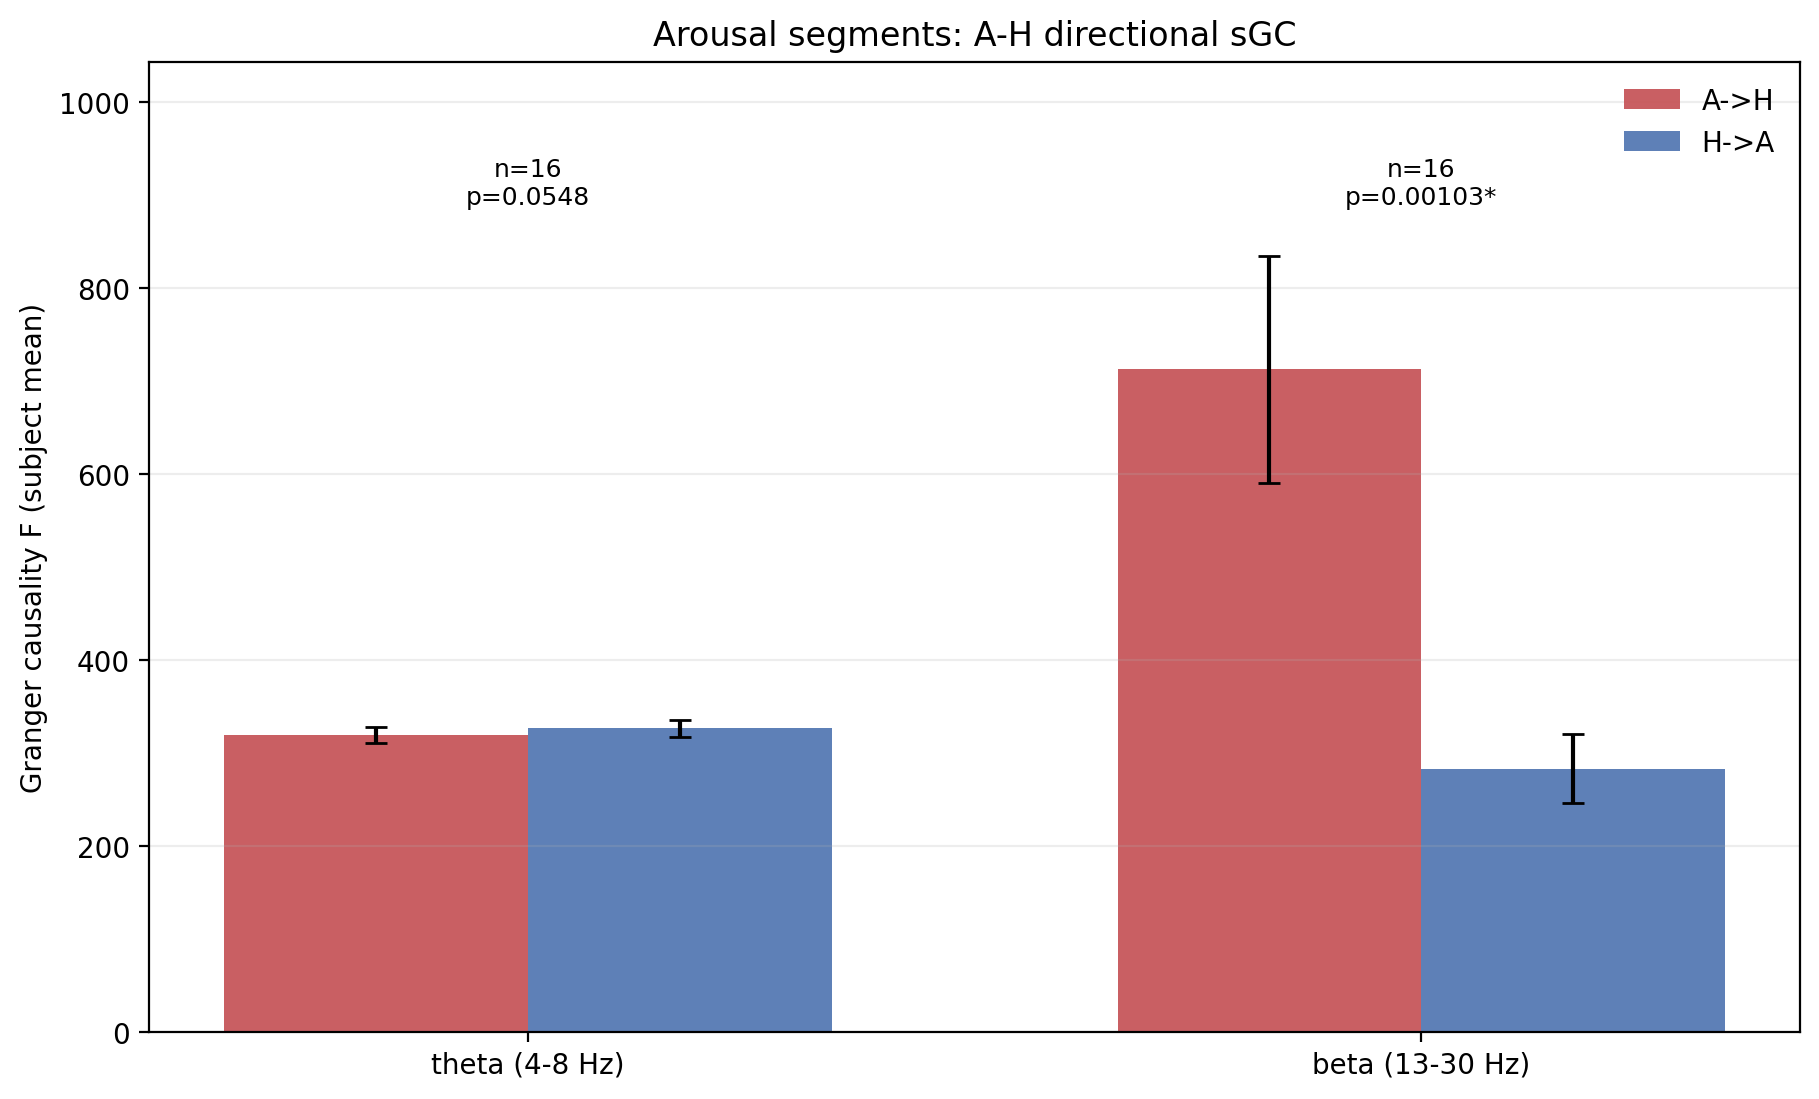 Arousal segments: A-H directional sGC
Granger causality F (subject mean)
1000
800
600
400
200
0
n=16
p=0.0548
n=16
p=0.00103*
A->H
H->A
theta (4-8 Hz)
beta (13-30 Hz)